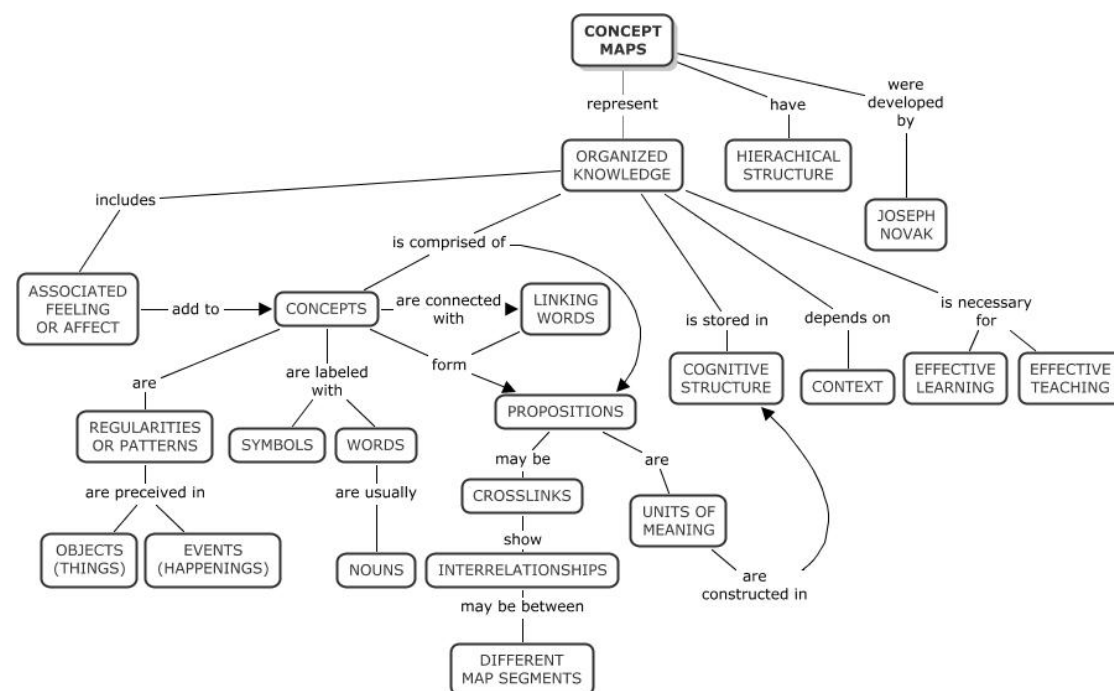 CONCEPT
MAPS
represent
have
were
developed
by
ORGANIZED
KNOWLEDGE
HIERACHICAL
STRUCTURE
JOSEPH
NOVAK
includes
is comprised of
ASSOCIATED
FEELING
OR AFFECT
add to
CONCEPTS
are connected
with
LINKING
WORDS
is stored in
depends on
is necessary
for
are
are labeled
with
form
COGNITIVE
STRUCTURE
CONTEXT
EFFECTIVE
LEARNING
EFFECTIVE
TEACHING
REGULARITIES
OR PATTERNS
SYMBOLS
WORDS
PROPOSITIONS
are preceived in
are usually
may be
are
CROSSLINKS
UNITS OF
MEANING
OBJECTS
(THINGS)
EVENTS
(HAPPENINGS)
NOUNS
show
INTERRELATIONSHIPS
are
constructed in
may be between
DIFFERENT
MAP SEGMENTS